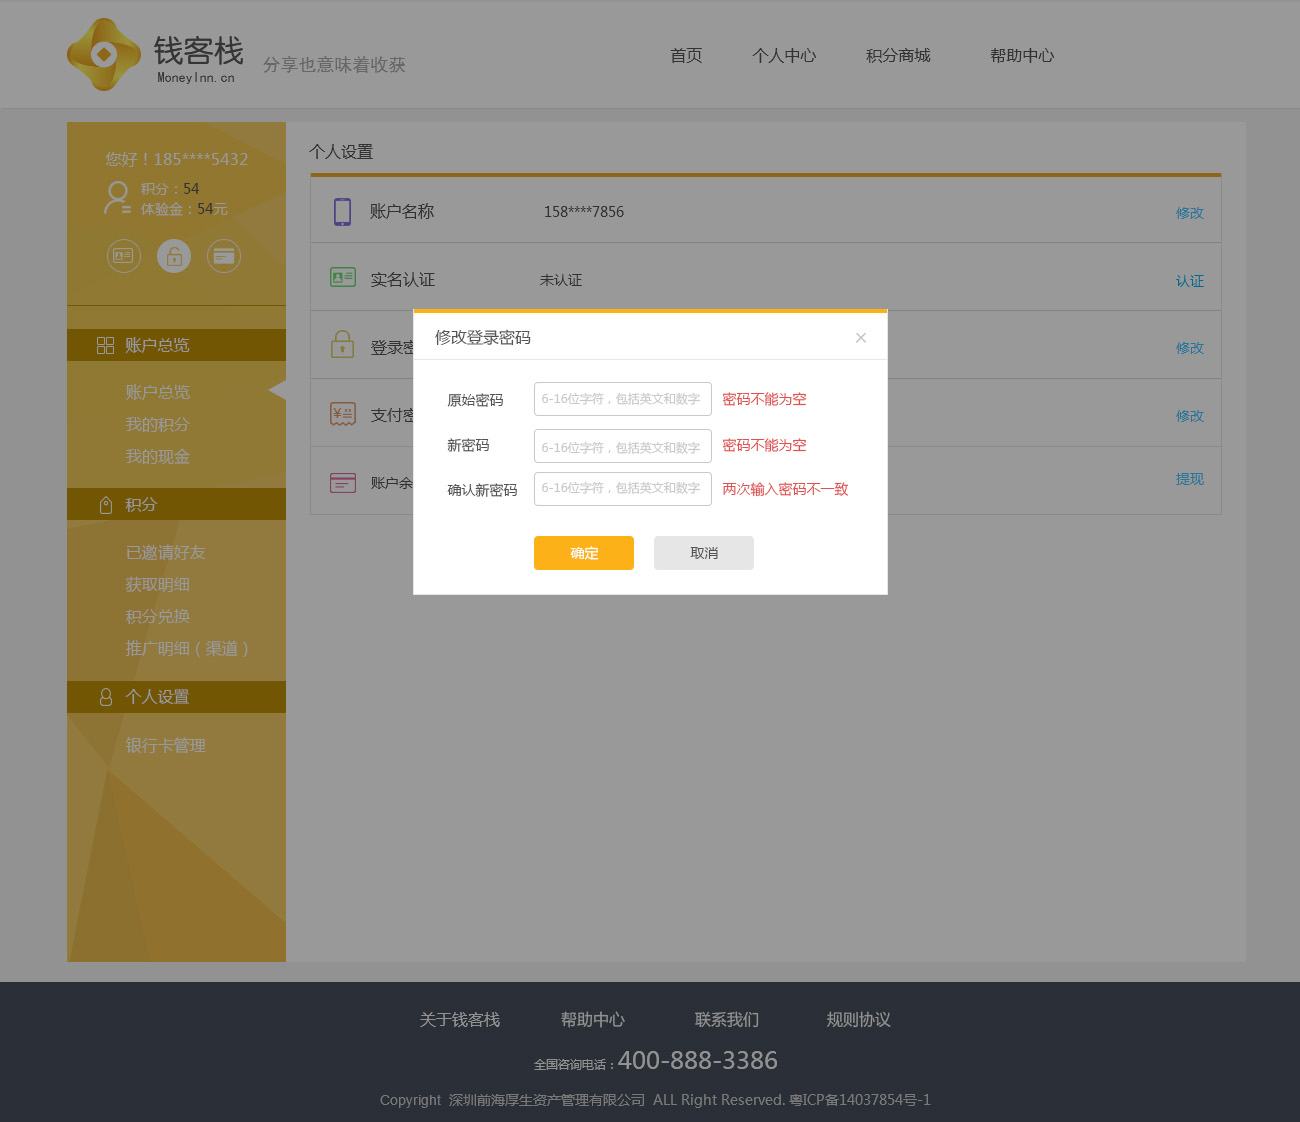 钱客栈
MoneyInn.cn
分享也意味着收获
首页 个人中心 积分商城 帮助中心
您好！185****5432
积分：54
体验金：54元
账户总览
账户总览
我的积分
我的现金
积分
已邀请好友
获取明细
积分兑换
推广明细（渠道）
个人设置
银行卡管理
个人设置
账户名称 158****7856 修改
实名认证 未认证 认证
登录密 修改
支付密 修改
账户余 提现
修改登录密码 ×
原始密码 6-16位字符，包括英文和数字 密码不能为空
新密码 6-16位字符，包括英文和数字 密码不能为空
确认新密码 6-16位字符，包括英文和数字 两次输入密码不一致
确定 取消
关于钱客栈 帮助中心 联系我们 规则协议
全国咨询电话：400-888-3386
Copyright 深圳前海厚生资产管理有限公司 ALL Right Reserved. 粤ICP备14037854号-1